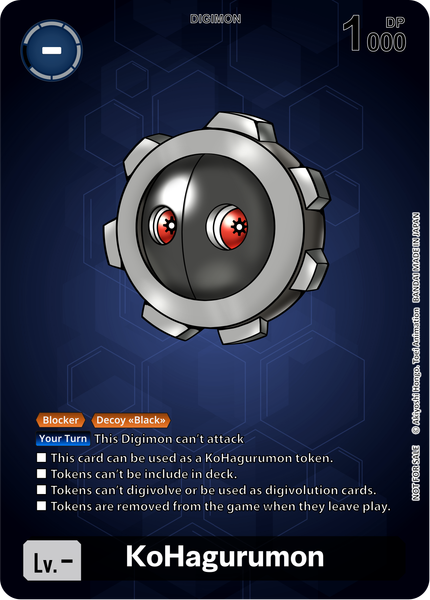 DIGIMON
DP
1000
-
Blocker Decoy «Black»
Your Turn This Digimon can't attack
This card can be used as a KoHagurumon token.
Tokens can't be include in deck.
Tokens can't digivolve or be used as digivolution cards.
Tokens are removed from the game when they leave play.
Lv.-
KoHagurumon
NOT FOR SALE © Akiyoshi Hongo, Toei Animation BANDAI MADE IN JAPAN